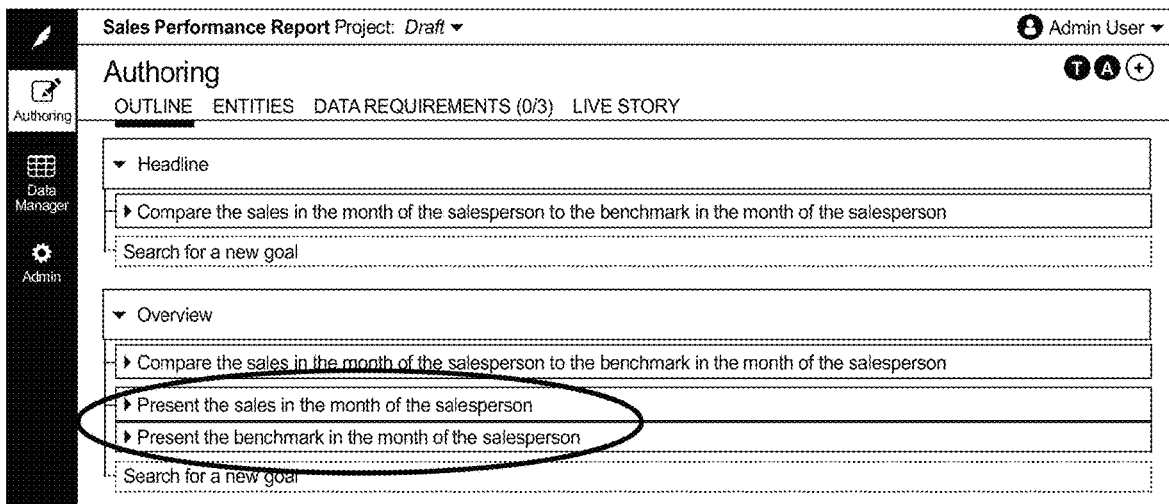 Sales Performance Report Project: Draft
Admin User
Authoring
T A +
OUTLINE ENTITIES DATA REQUIREMENTS (0/3) LIVE STORY
Authoring
Data
Manager
Admin
Headline
Compare the sales in the month of the salesperson to the benchmark in the month of the salesperson
Search for a new goal
Overview
Compare the sales in the month of the salesperson to the benchmark in the month of the salesperson
Present the sales in the month of the salesperson
Present the benchmark in the month of the salesperson
Search for a new goal